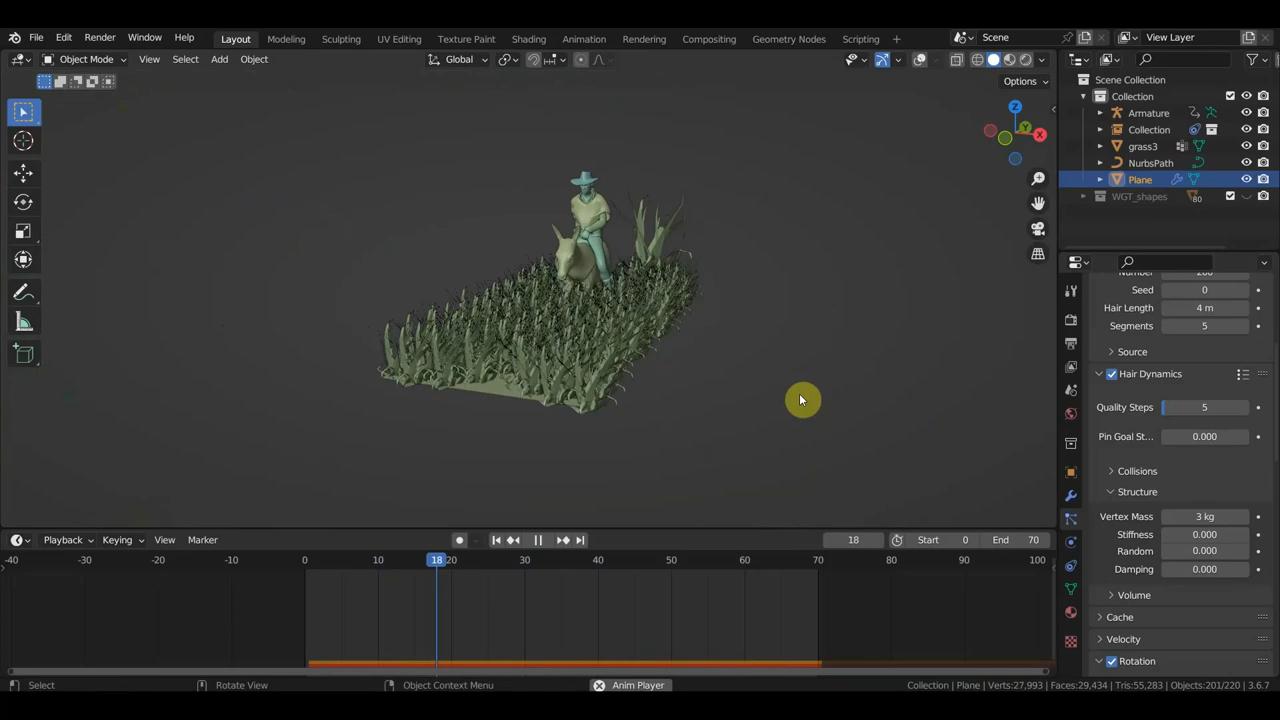 File Edit Render Window Help Layout Modeling Sculpting UV Editing Texture Paint Shading Animation Rendering Compositing Geometry Nodes Scripting + Scene View Layer
Object Mode View Select Add Object Global
Options
Z
Y
X
Scene Collection
Collection
Armature
Collection
grass3
NurbsPath
Plane
WGT_shapes 80
Number 200
Seed 0
Hair Length 4 m
Segments 5
Source
Hair Dynamics
Quality Steps 5
Pin Goal St... 0.000
Collisions
Structure
Vertex Mass 3 kg
Stiffness 0.000
Random 0.000
Damping 0.000
Volume
Cache
Velocity
Rotation
Playback Keying View Marker 18 Start 0 End 70
-40 -30 -20 -10 0 10 18 20 30 40 50 60 70 80 90 100
Select Rotate View Object Context Menu Anim Player Collection | Plane | Verts:27,993 | Faces:29,434 | Tris:55,283 | Objects:201/220 | 3.6.7